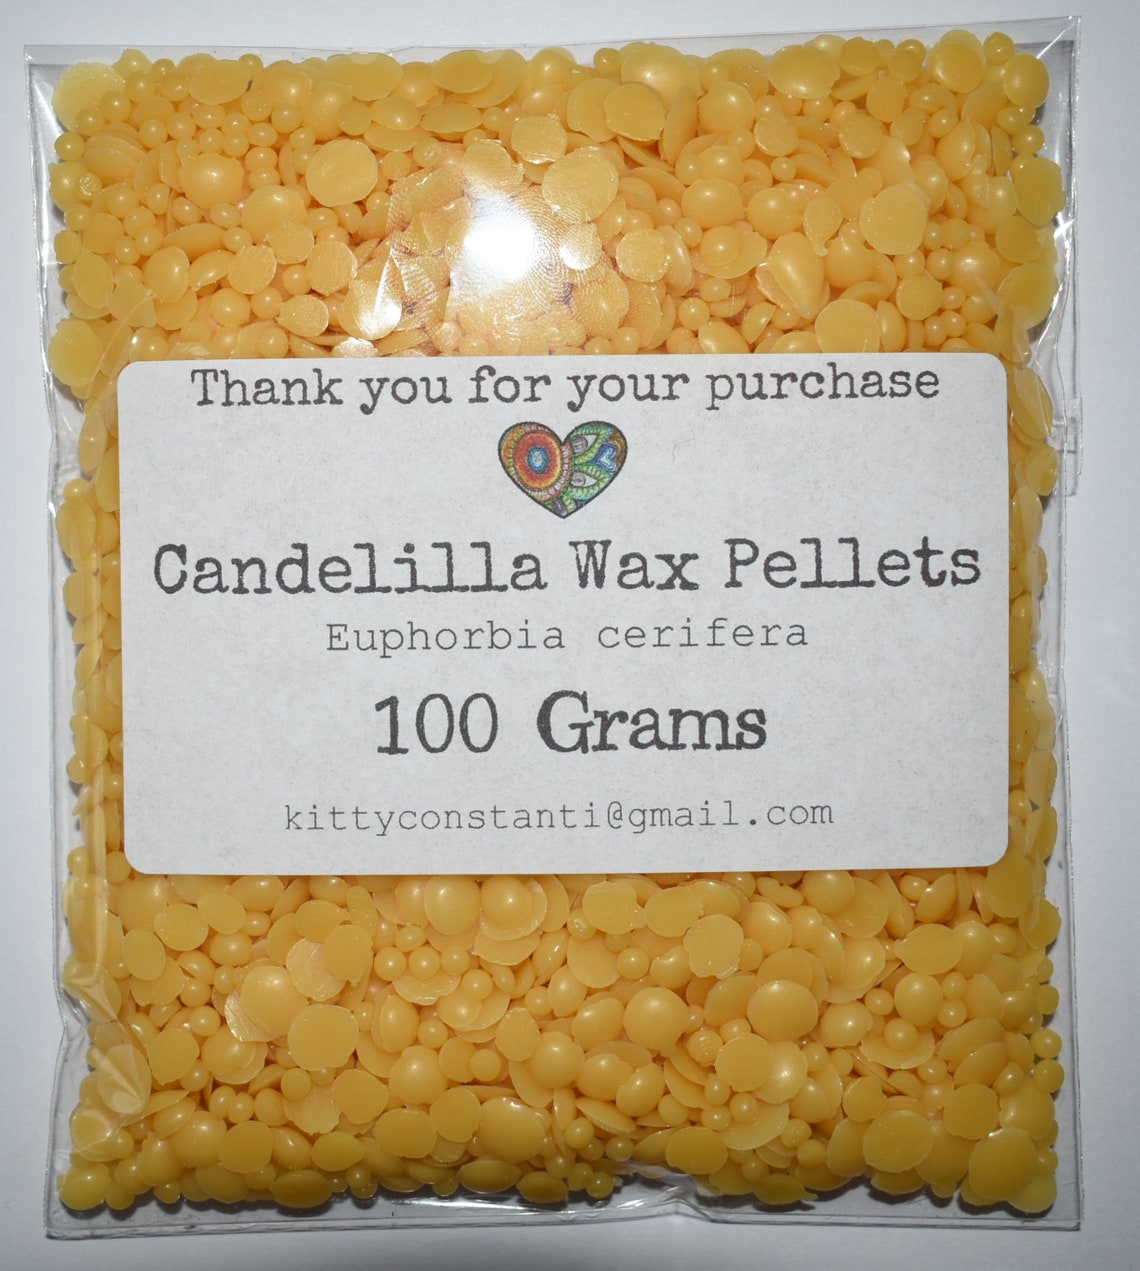 Thank you for your purchase
Candelilla Wax Pellets
Euphorbia cerifera
100 Grams
kittyconstanti@gmail.com